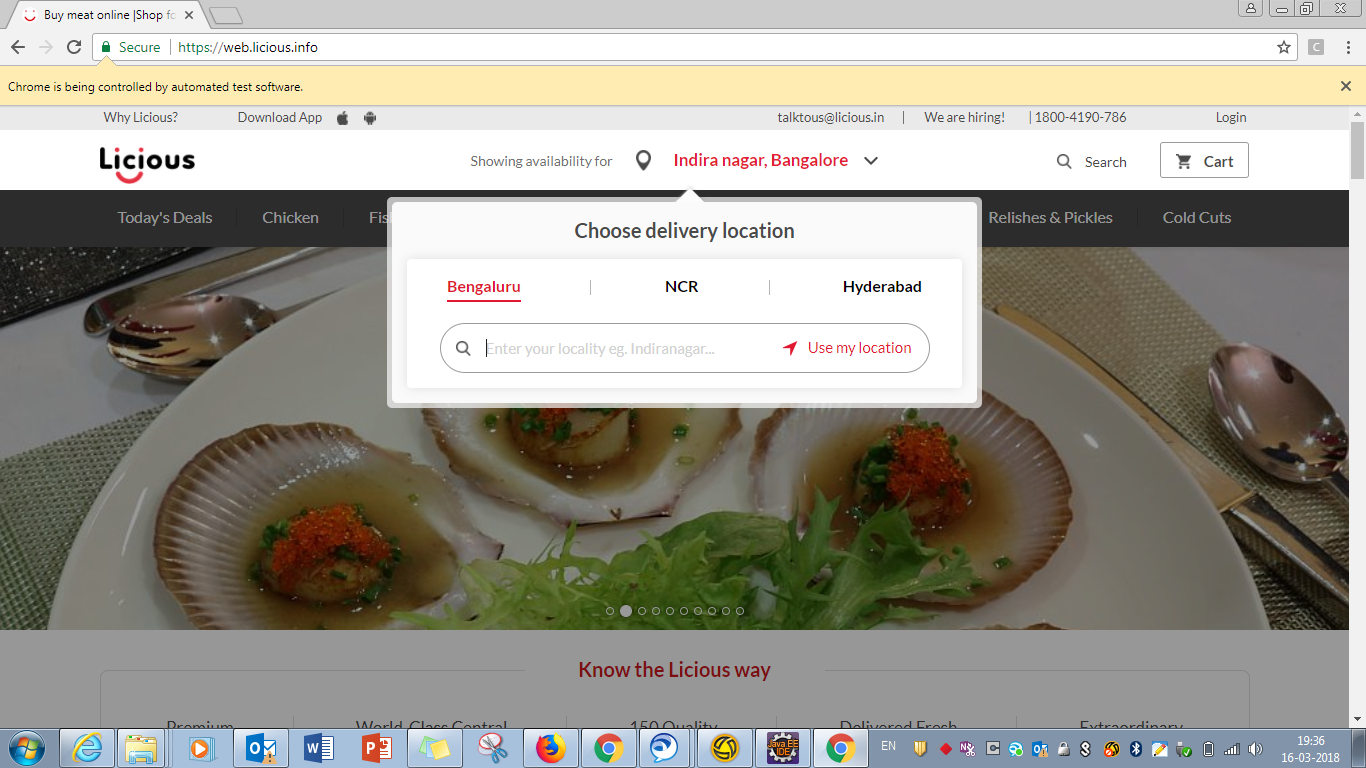 Buy meat online |Shop fo
Secure
https://web.licious.info
C
Chrome is being controlled by automated test software.
Why Licious?
Download App
talktous@licious.in
|
We are hiring!
| 1800-4190-786
Login
Licious
Showing availability for
Indira nagar, Bangalore
Search
Cart
Today's Deals
Chicken
Relishes & Pickles
Cold Cuts
Choose delivery location
Bengaluru
NCR
Hyderabad
Enter your locality eg. Indiranagar...
Use my location
Know the Licious way
Premium
World-Class Central
150 Quality
Delivered Fresh
Extraordinary
Java EE
IDE
EN
19:36
16-03-2018